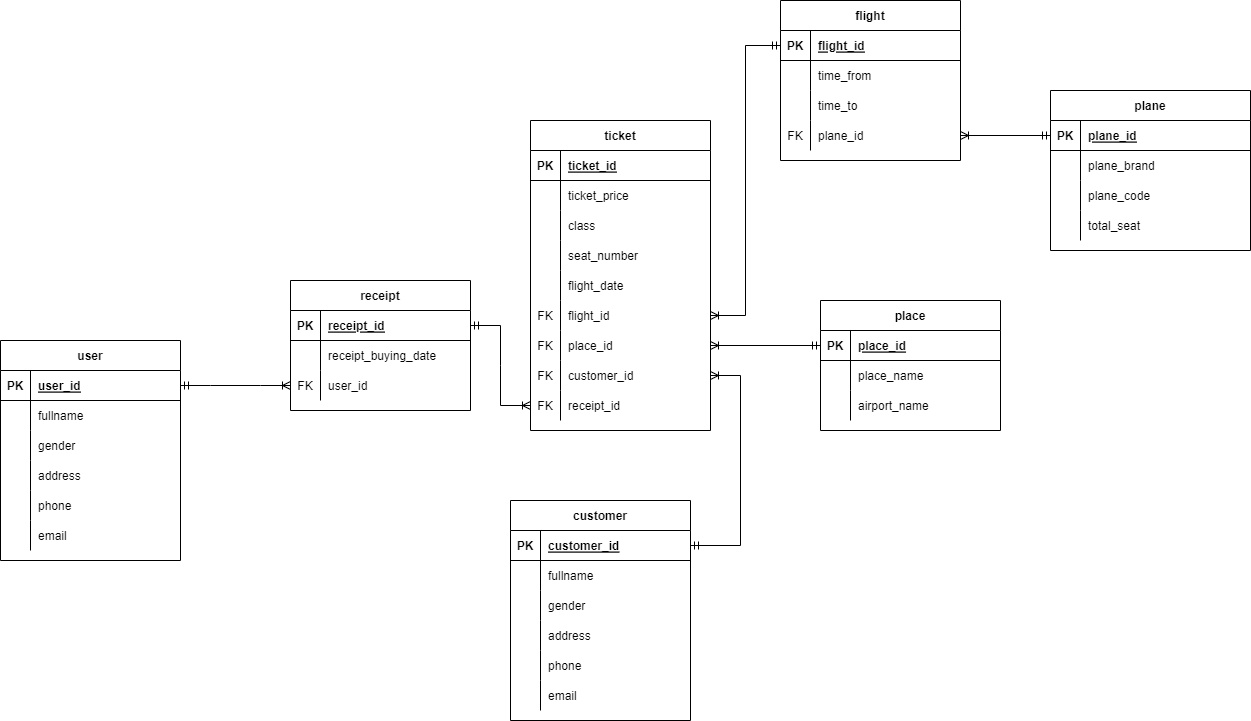 flight
PK flight_id
time_from
time_to
FK plane_id
plane
PK plane_id
plane_brand
plane_code
total_seat
ticket
PK ticket_id
ticket_price
class
seat_number
flight_date
FK flight_id
FK place_id
FK customer_id
FK receipt_id
receipt
PK receipt_id
receipt_buying_date
FK user_id
place
PK place_id
place_name
airport_name
user
PK user_id
fullname
gender
address
phone
email
customer
PK customer_id
fullname
gender
address
phone
email